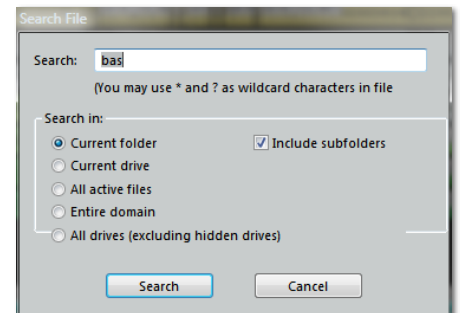 Search File
Search: bas
(You may use * and ? as wildcard characters in file
Search in:
Current folder
Include subfolders
Current drive
All active files
Entire domain
All drives (excluding hidden drives)
Search
Cancel